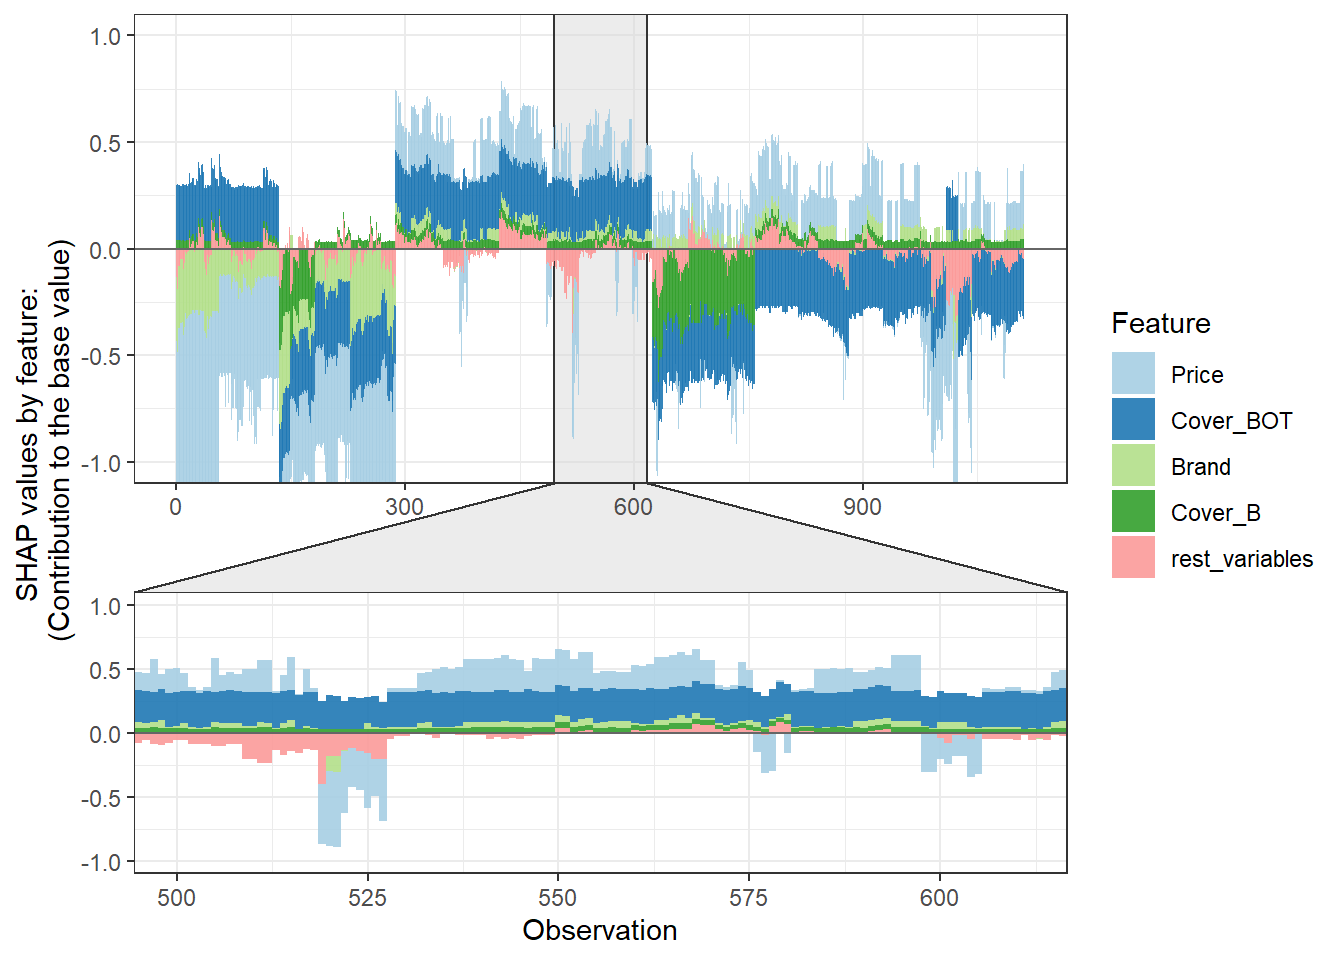 SHAP values by feature:
(Contribution to the base value)
1.0
0.5
0.0
-0.5
-1.0
0
300
600
900
1.0
0.5
0.0
-0.5
-1.0
500
525
550
575
600
Observation
Feature
Price
Cover_BOT
Brand
Cover_B
rest_variables